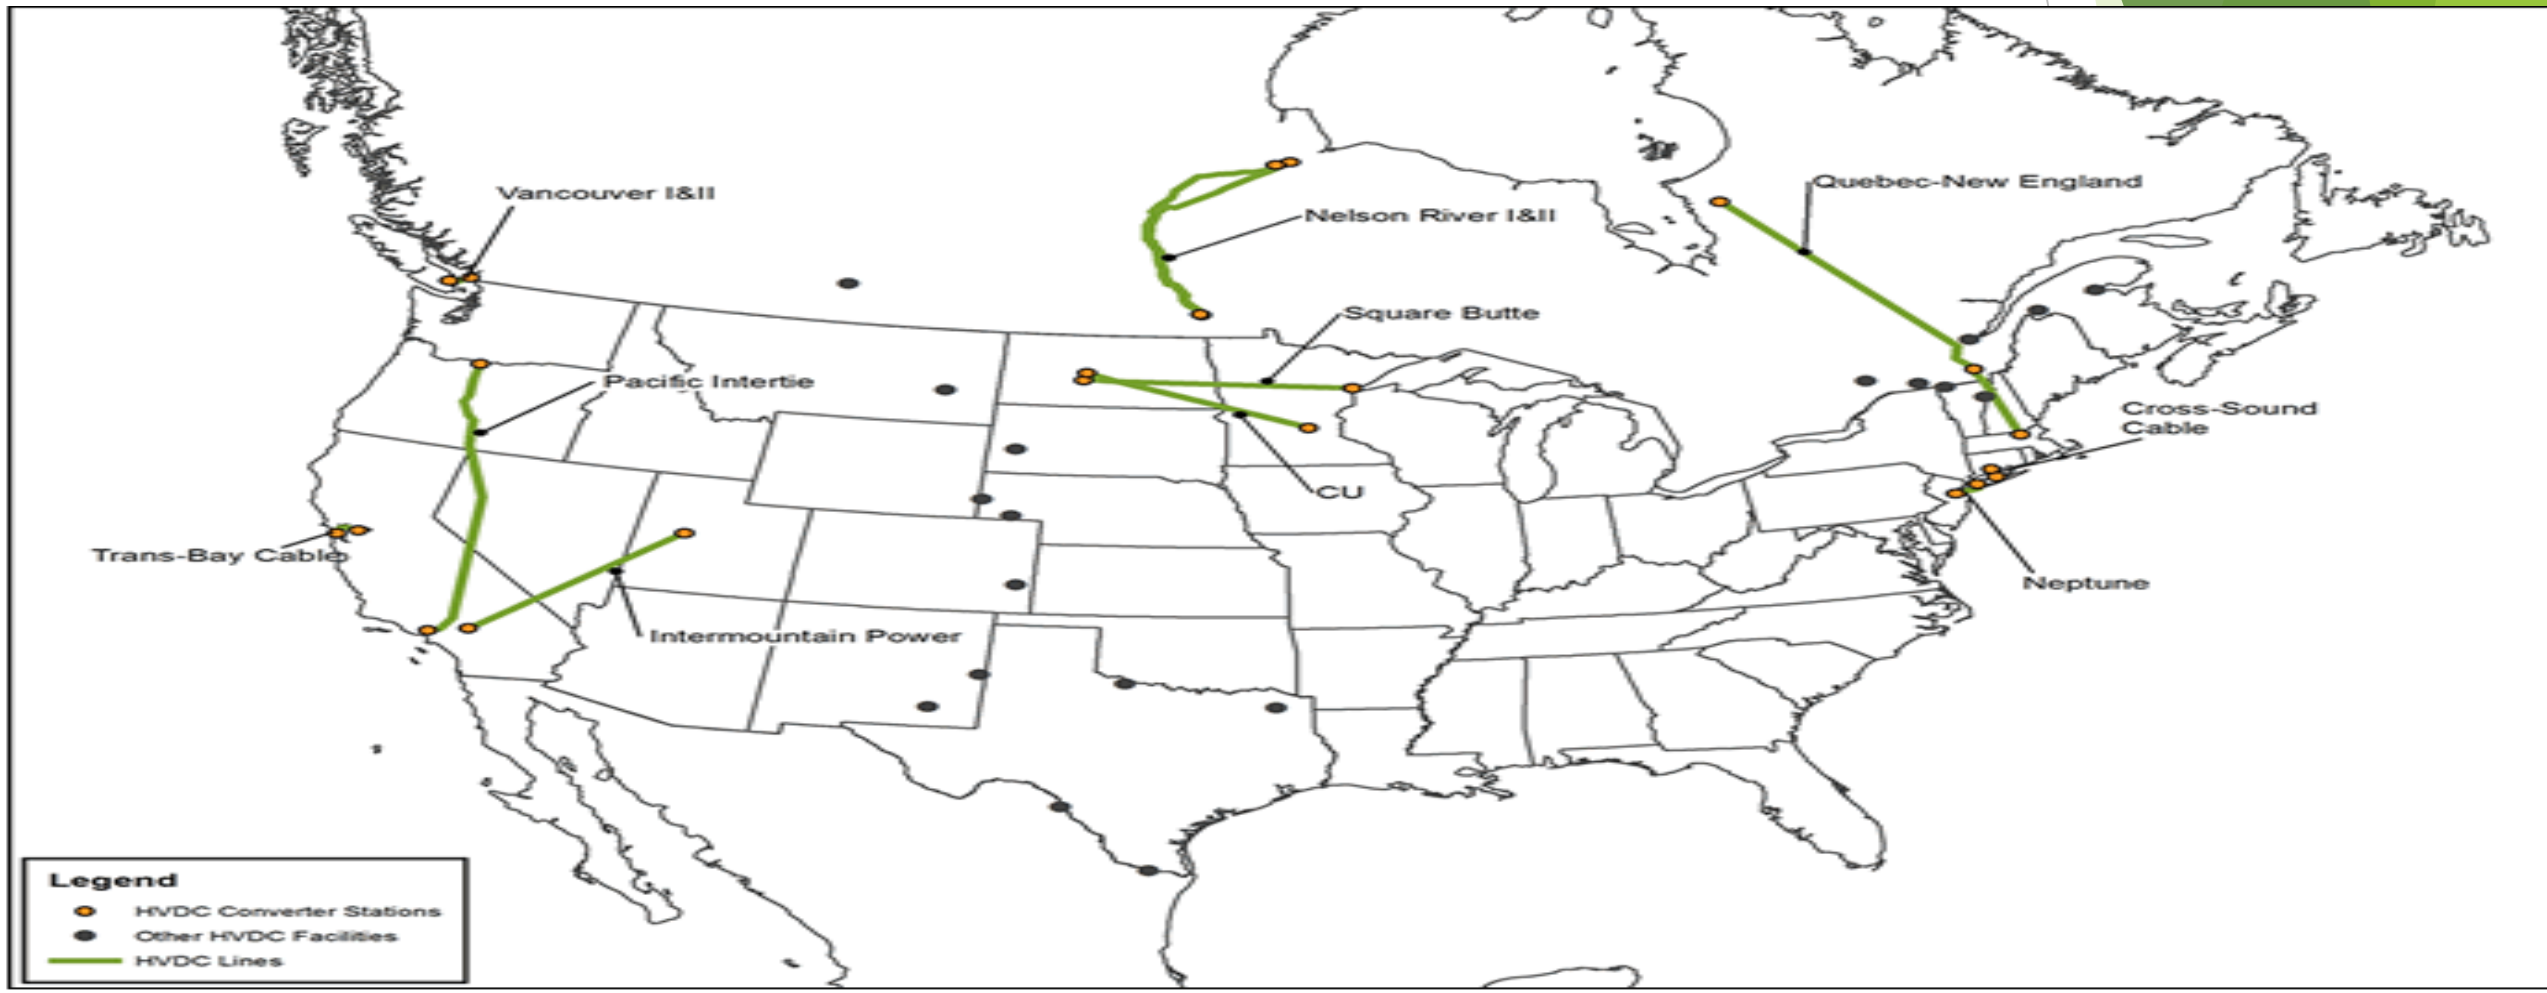 Vancouver I&II
Quebec-New England
Nelson River I&II
Square Butte
Pacific Intertie
Cross-Sound
Cable
CU
Trans-Bay Cable
Neptune
Intermountain Power
Legend
HVDC Converter Stations
Other HVDC Facilities
HVDC Lines